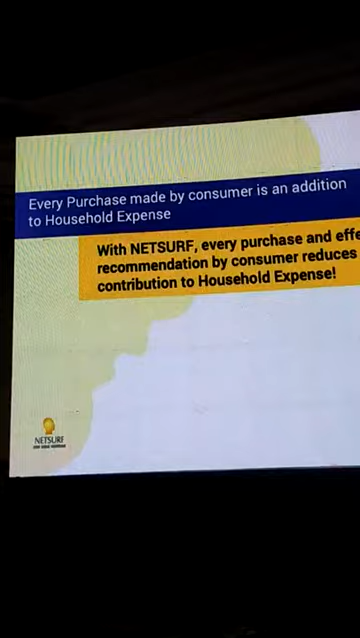 Every Purchase made by consumer is an addition
to Household Expense
With NETSURF, every purchase and effe
recommendation by consumer reduces
contribution to Household Expense!
NETSURF